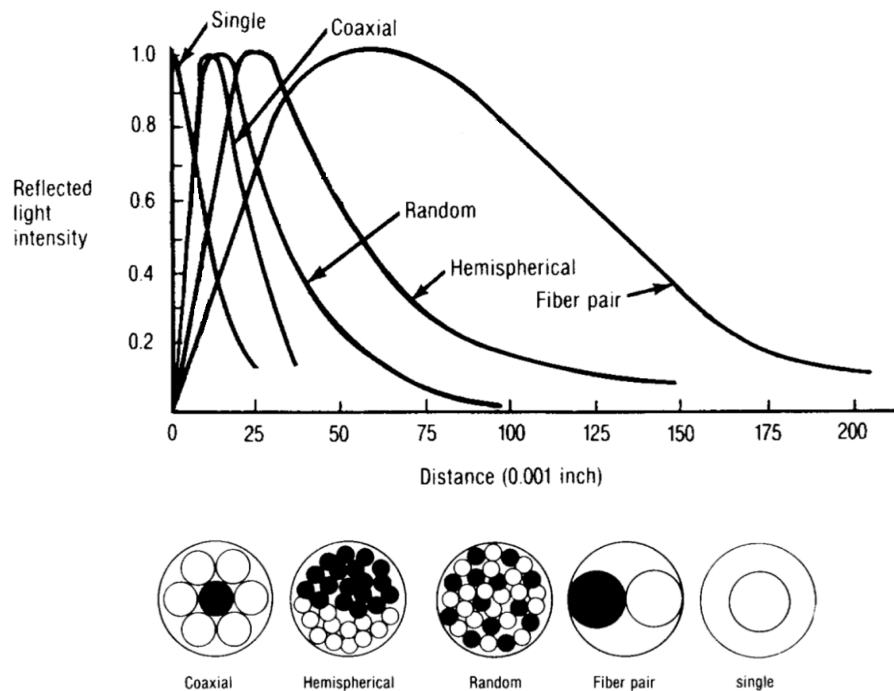 Single
Coaxial
1.0
0.8
Reflected
light
intensity
0.6
Random
0.4
Hemispherical
Fiber pair
0.2
0 25 50 75 100 125 150 175 200
Distance (0.001 inch)
Coaxial Hemispherical Random Fiber pair single